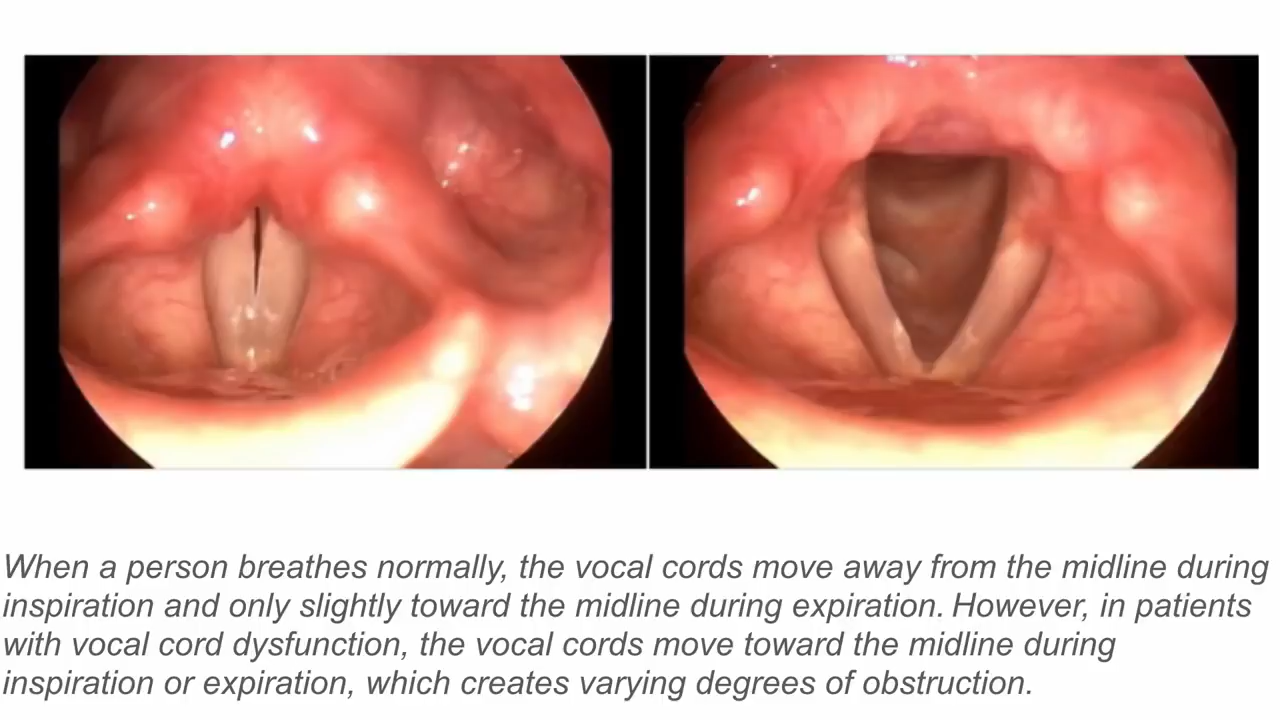 When a person breathes normally, the vocal cords move away from the midline during
inspiration and only slightly toward the midline during expiration. However, in patients
with vocal cord dysfunction, the vocal cords move toward the midline during
inspiration or expiration, which creates varying degrees of obstruction.